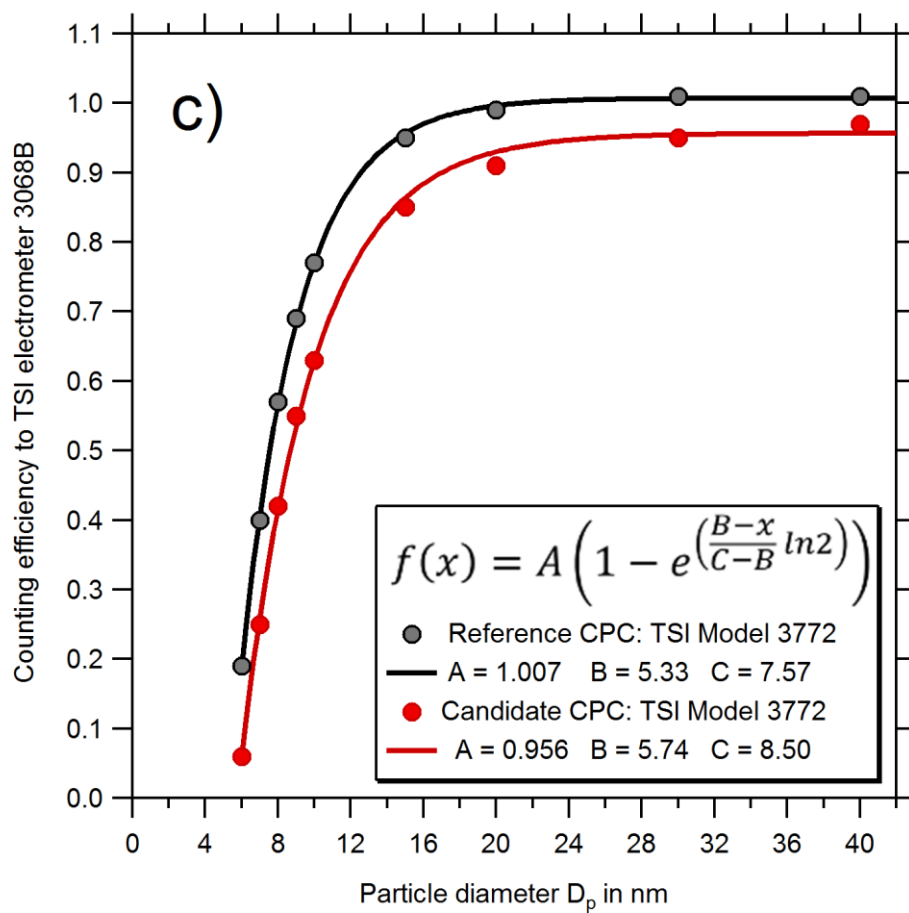 1.1
1.0
0.9
0.8
0.7
0.6
0.5
0.4
0.3
0.2
0.1
0.0
Counting efficiency to TSI electrometer 3068B
c)
f(x) = A(1 − e^((B−x)/(C−B) ln2))
Reference CPC: TSI Model 3772
A = 1.007 B = 5.33 C = 7.57
Candidate CPC: TSI Model 3772
A = 0.956 B = 5.74 C = 8.50
0 4 8 12 16 20 24 28 32 36 40
Particle diameter Dp in nm